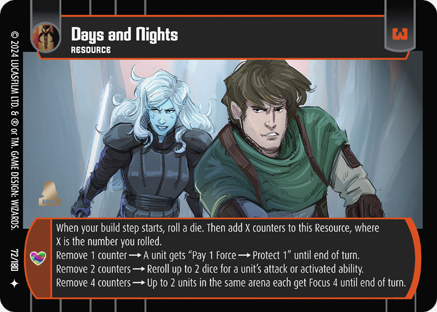 Days and Nights
RESOURCE
3
When your build step starts, roll a die. Then add X counters to this Resource, where
X is the number you rolled.
Remove 1 counter → A unit gets “Pay 1 Force → Protect 1” until end of turn.
Remove 2 counters → Reroll up to 2 dice for a unit's attack or activated ability.
Remove 4 counters → Up to 2 units in the same arena each get Focus 4 until end of turn.
© 2024 LUCASFILM LTD. & ® or TM. GAME DESIGN: WIZARDS. 72/180